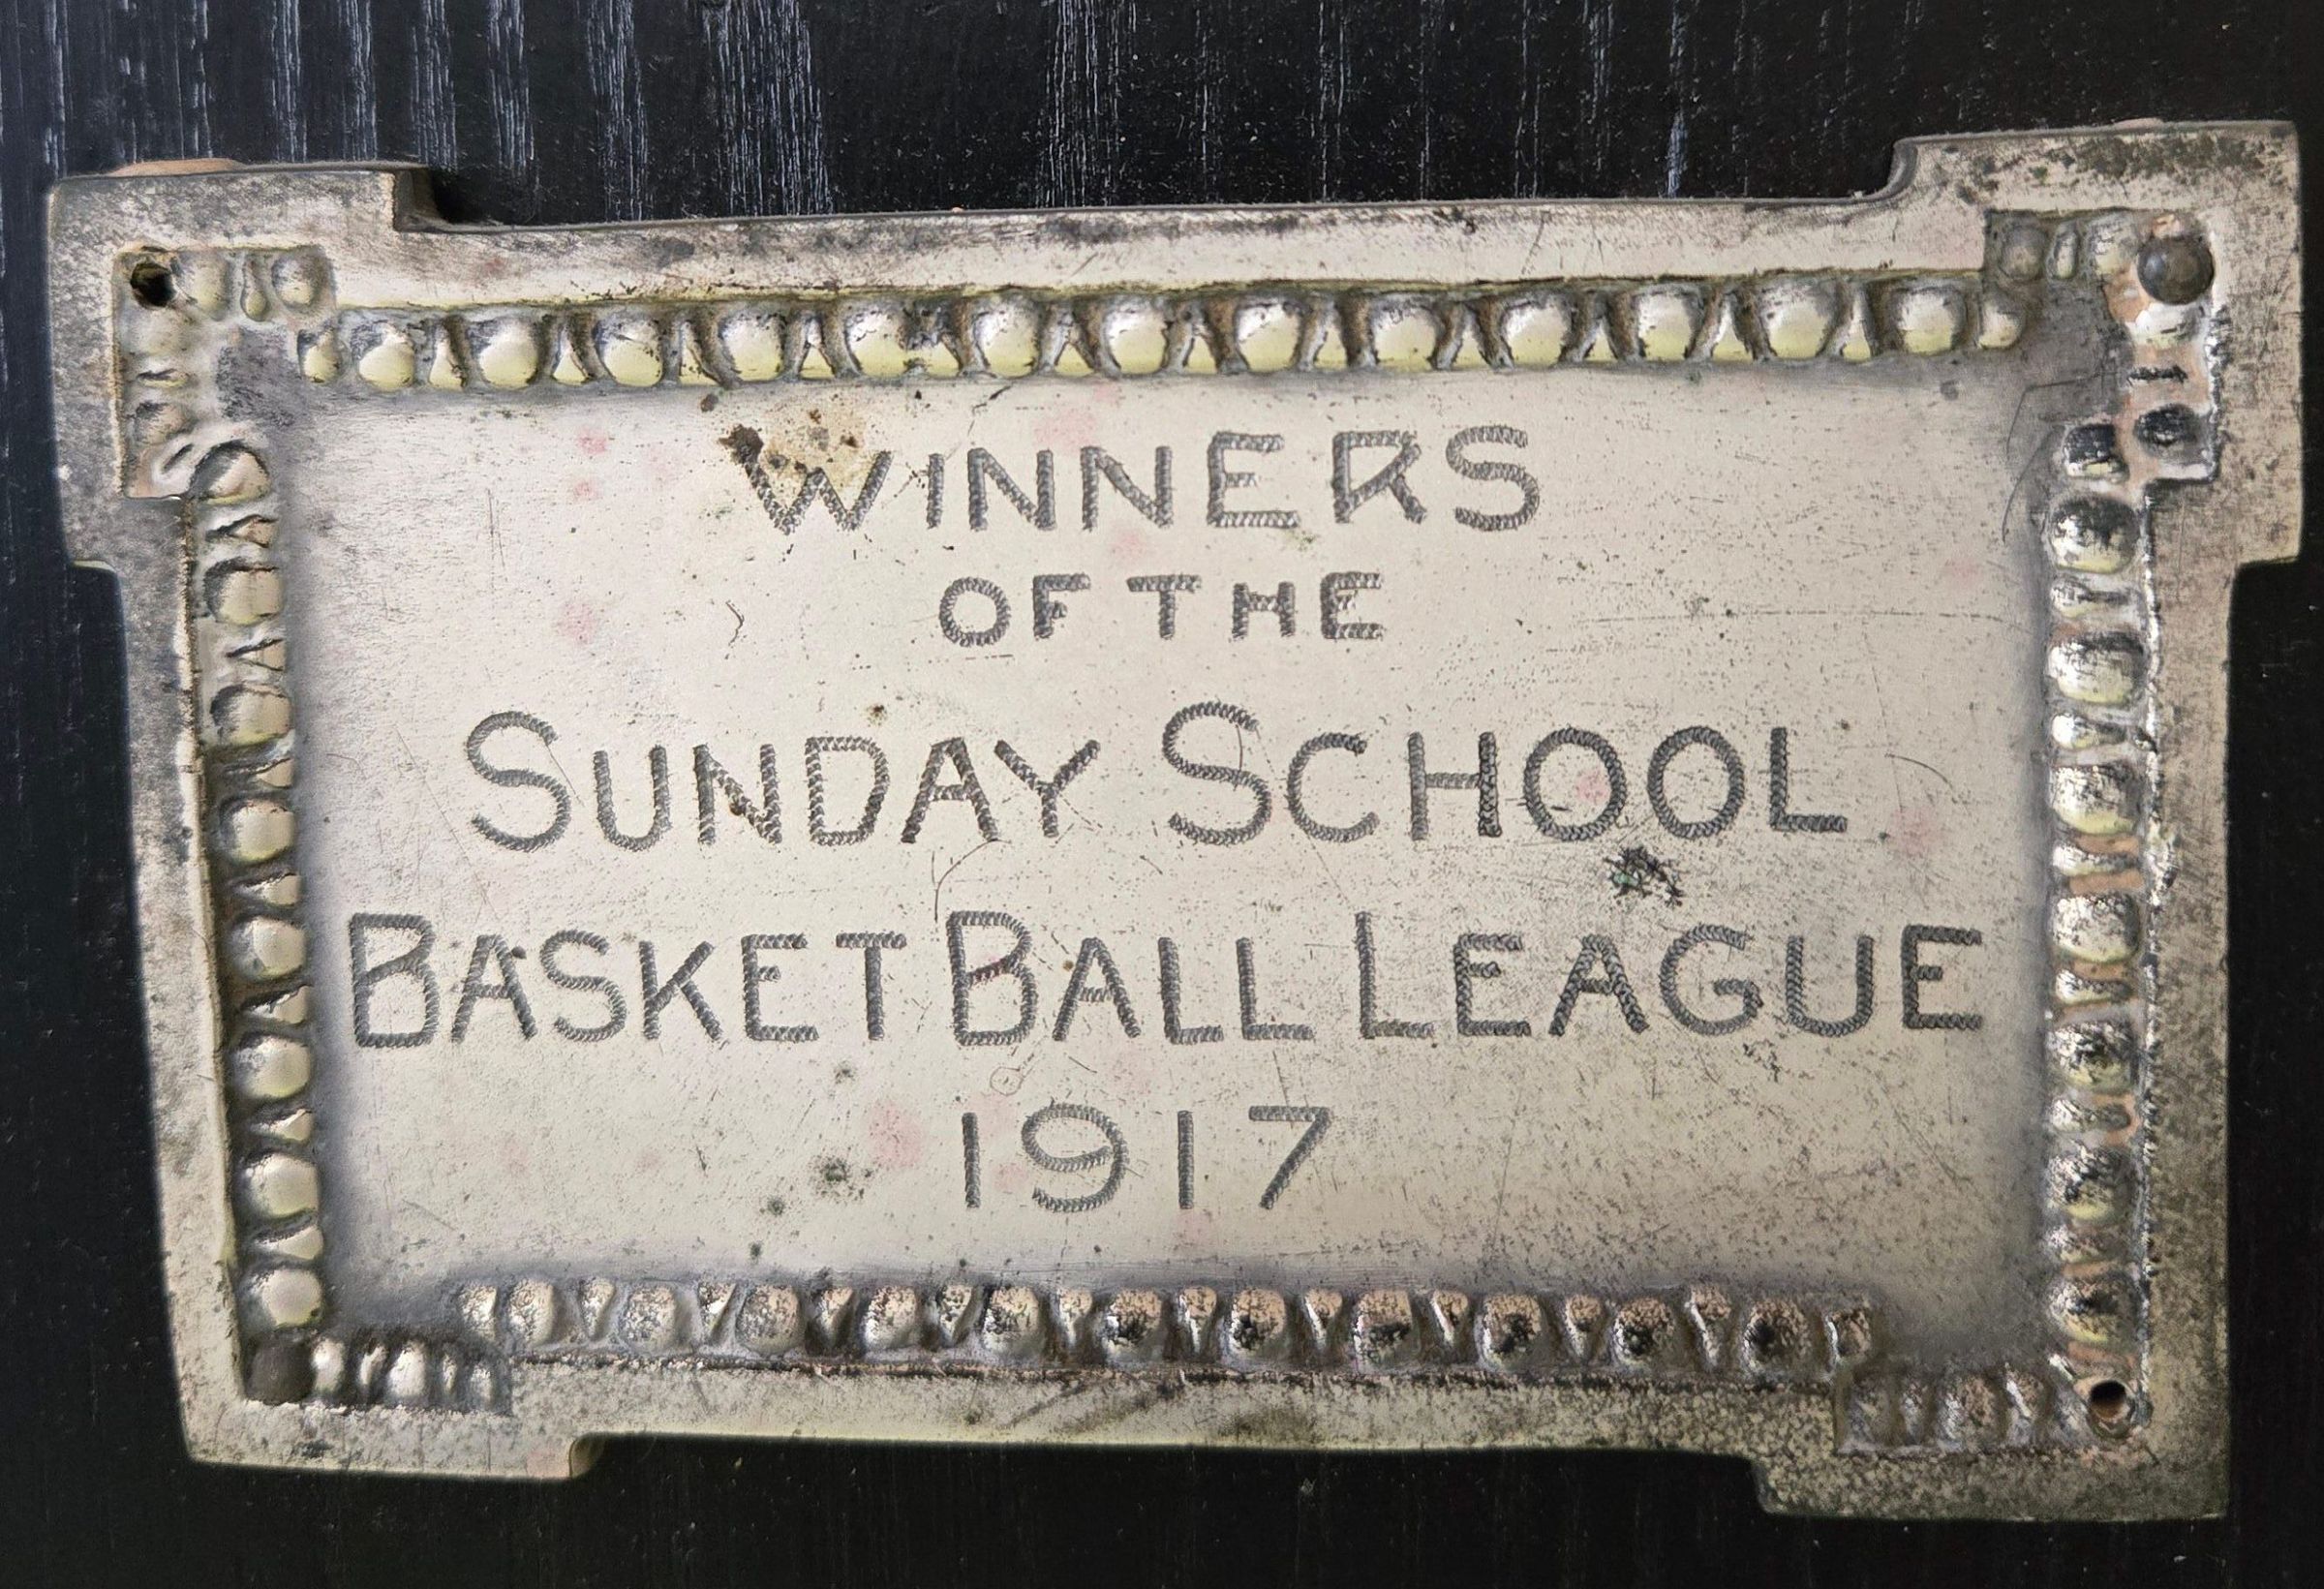 WINNERS
OF THE
SUNDAY SCHOOL
BASKET BALL LEAGUE
1917